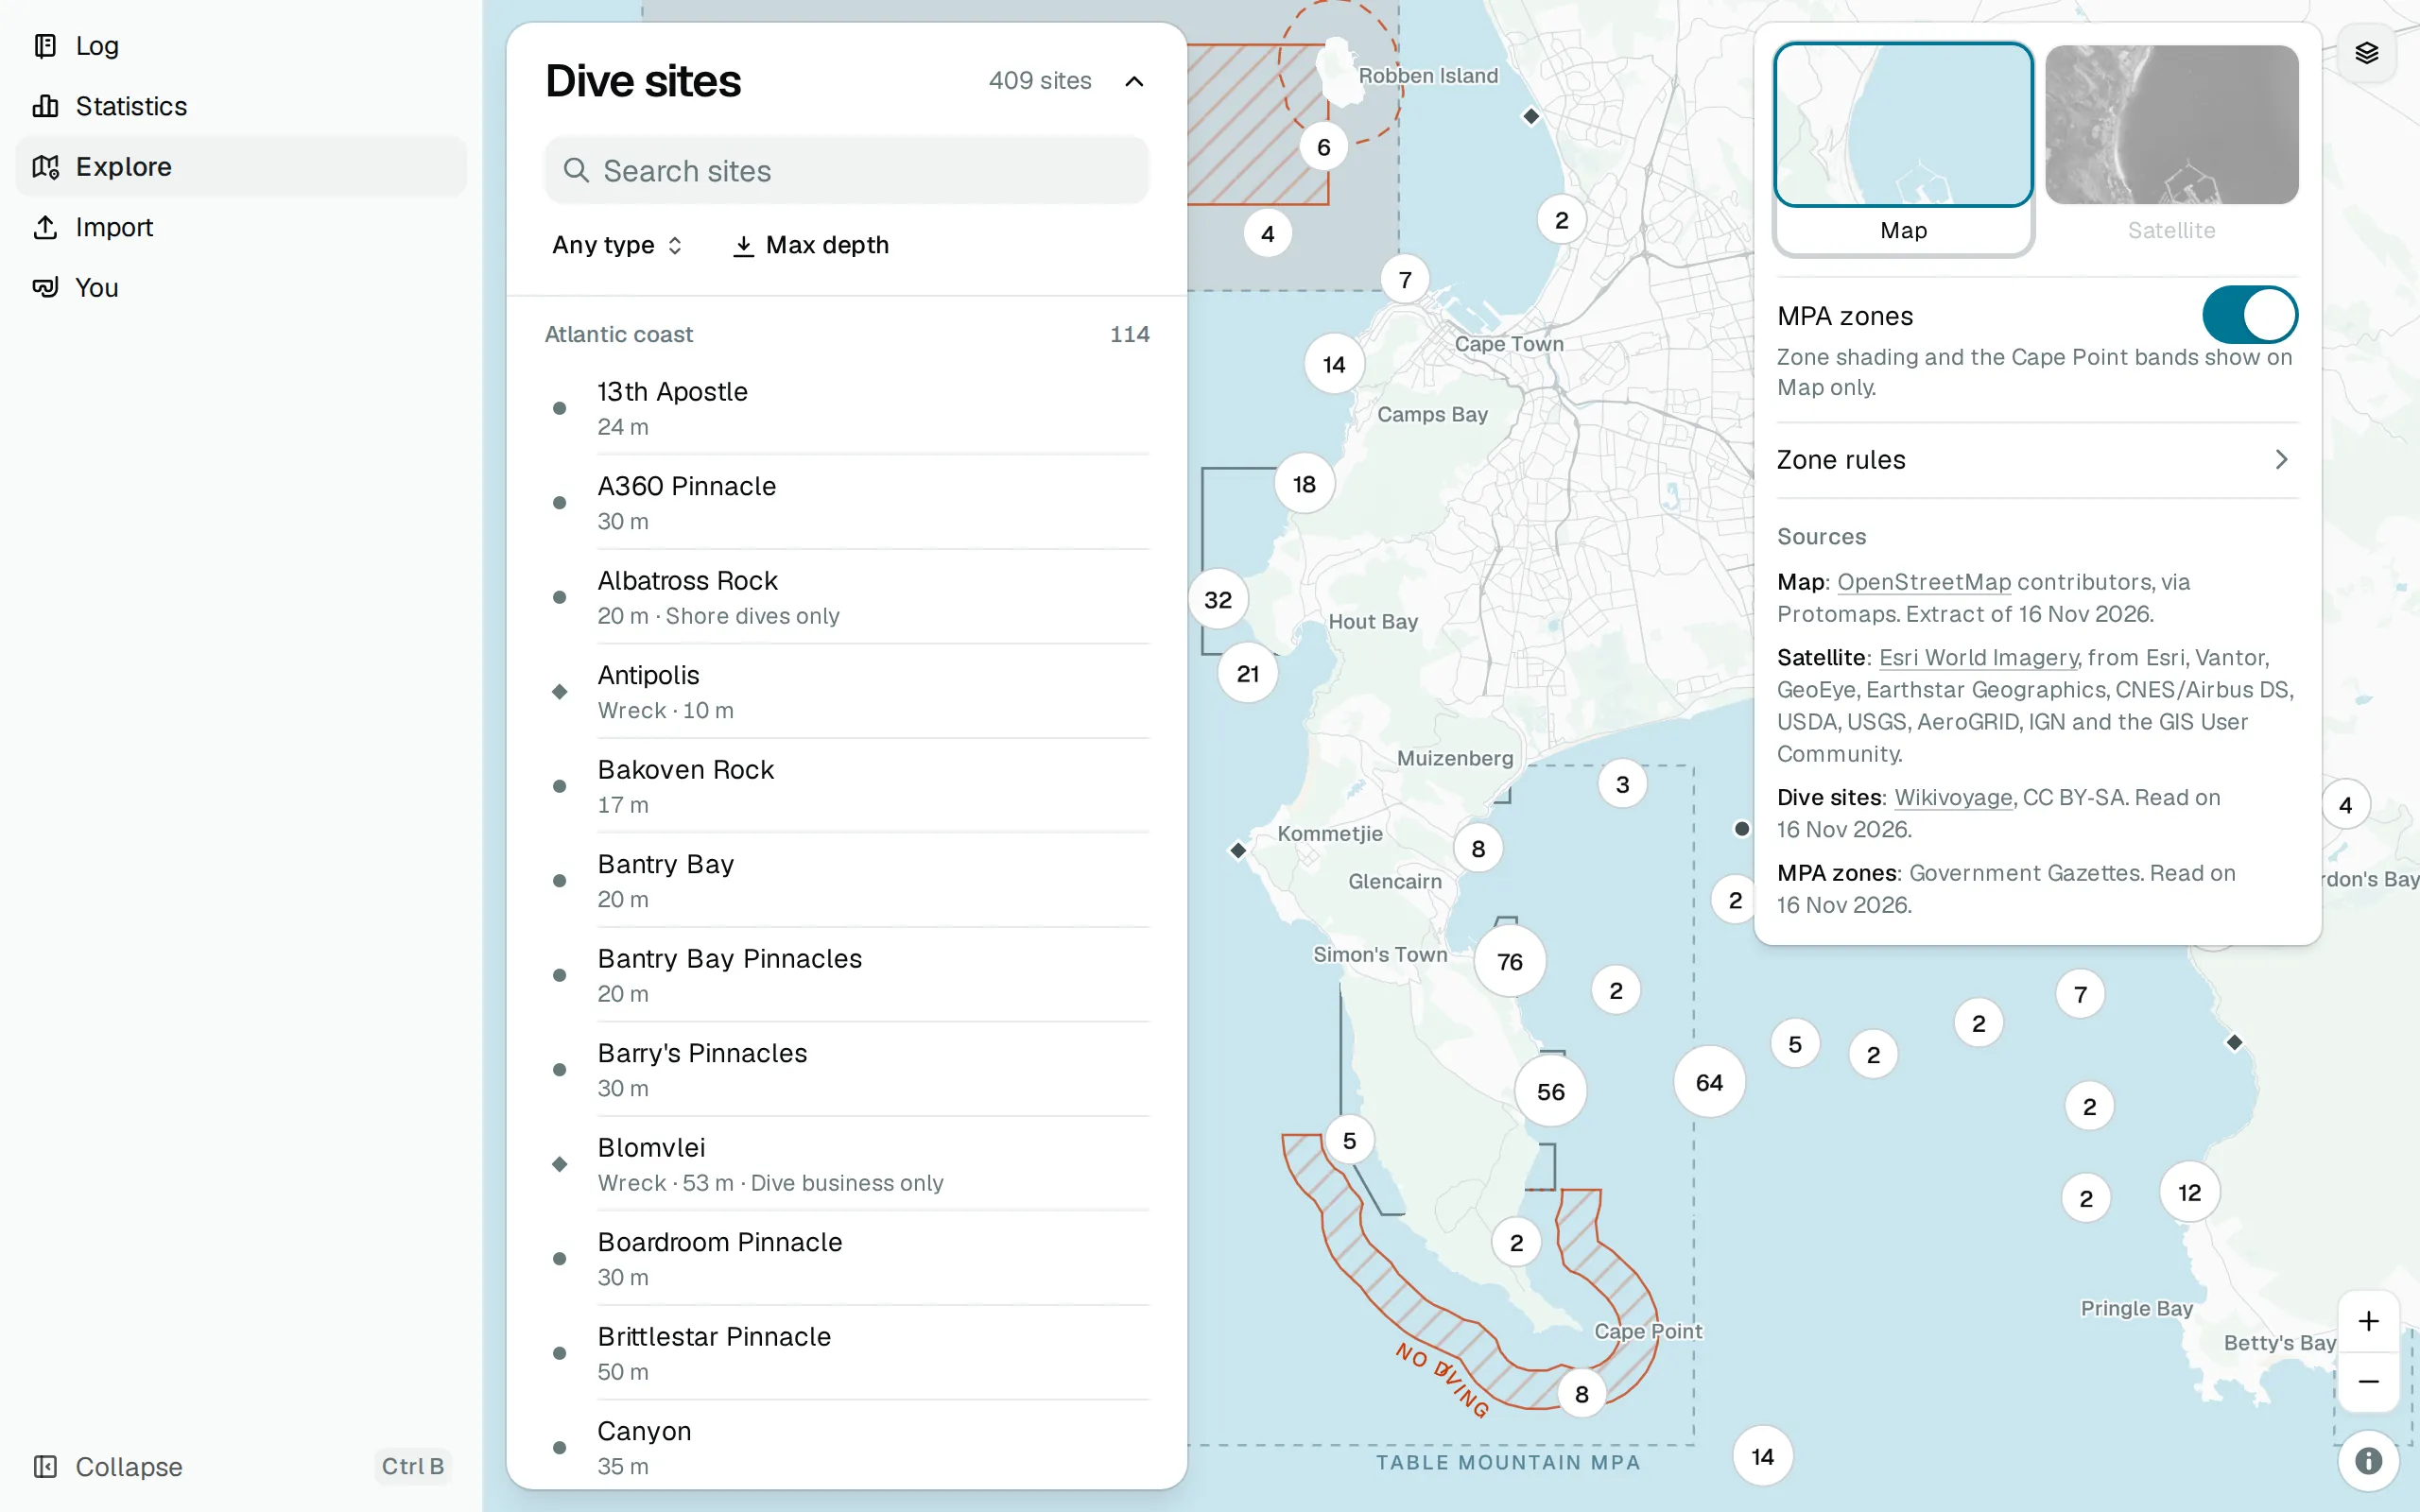 Log
Statistics
Explore
Import
You
Collapse
Ctrl B
Dive sites
409 sites
Search sites
Any type
Max depth
Atlantic coast
114
13th Apostle
24 m
A360 Pinnacle
30 m
Albatross Rock
20 m · Shore dives only
Antipolis
Wreck · 10 m
Bakoven Rock
17 m
Bantry Bay
20 m
Bantry Bay Pinnacles
20 m
Barry's Pinnacles
30 m
Blomvlei
Wreck · 53 m · Dive business only
Boardroom Pinnacle
30 m
Brittlestar Pinnacle
50 m
Canyon
35 m
Robben Island
6
4
2
7
Cape Town
14
Camps Bay
18
32
Hout Bay
21
Muizenberg
3
Kommetjie
8
Glencairn
2
Simon's Town
76
2
56
64
5
2
2
7
2
5
2
12
2
Cape Point
NO DIVING
8
Pringle Bay
Betty's Bay
TABLE MOUNTAIN MPA
14
4
rdon's Bay
Map
Satellite
MPA zones
Zone shading and the Cape Point bands show on
Map only.
Zone rules
Sources
Map: OpenStreetMap contributors, via
Protomaps. Extract of 16 Nov 2026.
Satellite: Esri World Imagery, from Esri, Vantor,
GeoEye, Earthstar Geographics, CNES/Airbus DS,
USDA, USGS, AeroGRID, IGN and the GIS User
Community.
Dive sites: Wikivoyage, CC BY-SA. Read on
16 Nov 2026.
MPA zones: Government Gazettes. Read on
16 Nov 2026.